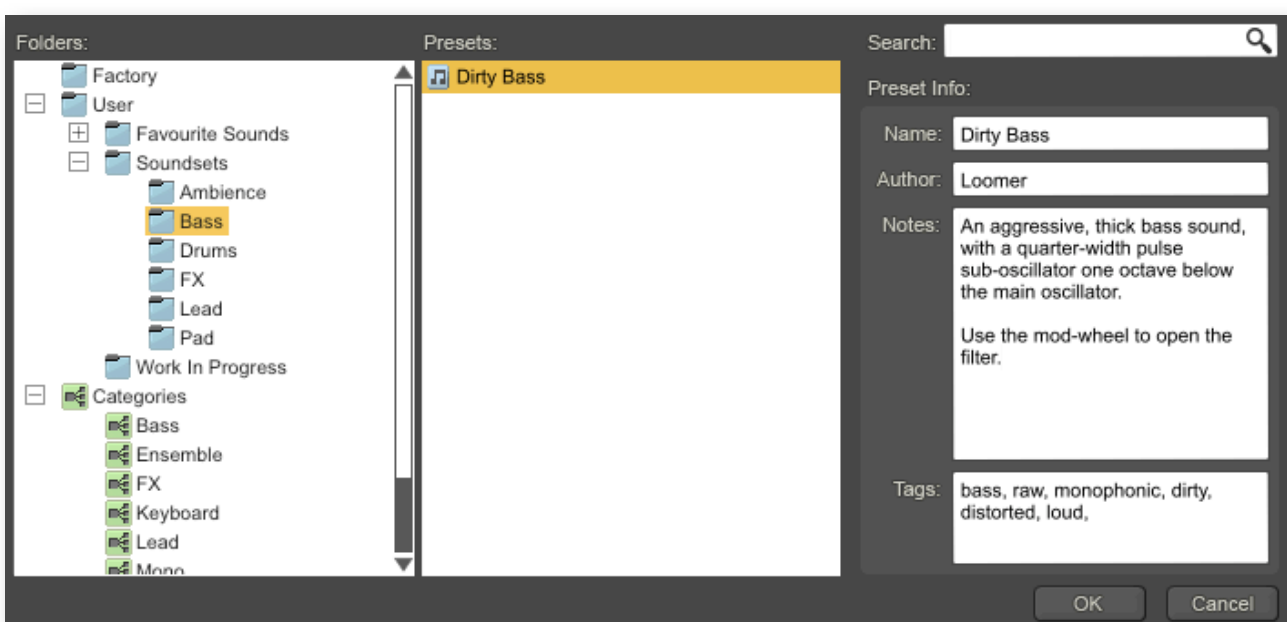 Folders:
Factory
User
Favourite Sounds
Soundsets
Ambience
Bass
Drums
FX
Lead
Pad
Work In Progress
Categories
Bass
Ensemble
FX
Keyboard
Lead
Mono
Presets:
Dirty Bass
Search:
Preset Info:
Name: Dirty Bass
Author: Loomer
Notes: An aggressive, thick bass sound,
with a quarter-width pulse
sub-oscillator one octave below
the main oscillator.
Use the mod-wheel to open the
filter.
Tags: bass, raw, monophonic, dirty,
distorted, loud,
OK Cancel